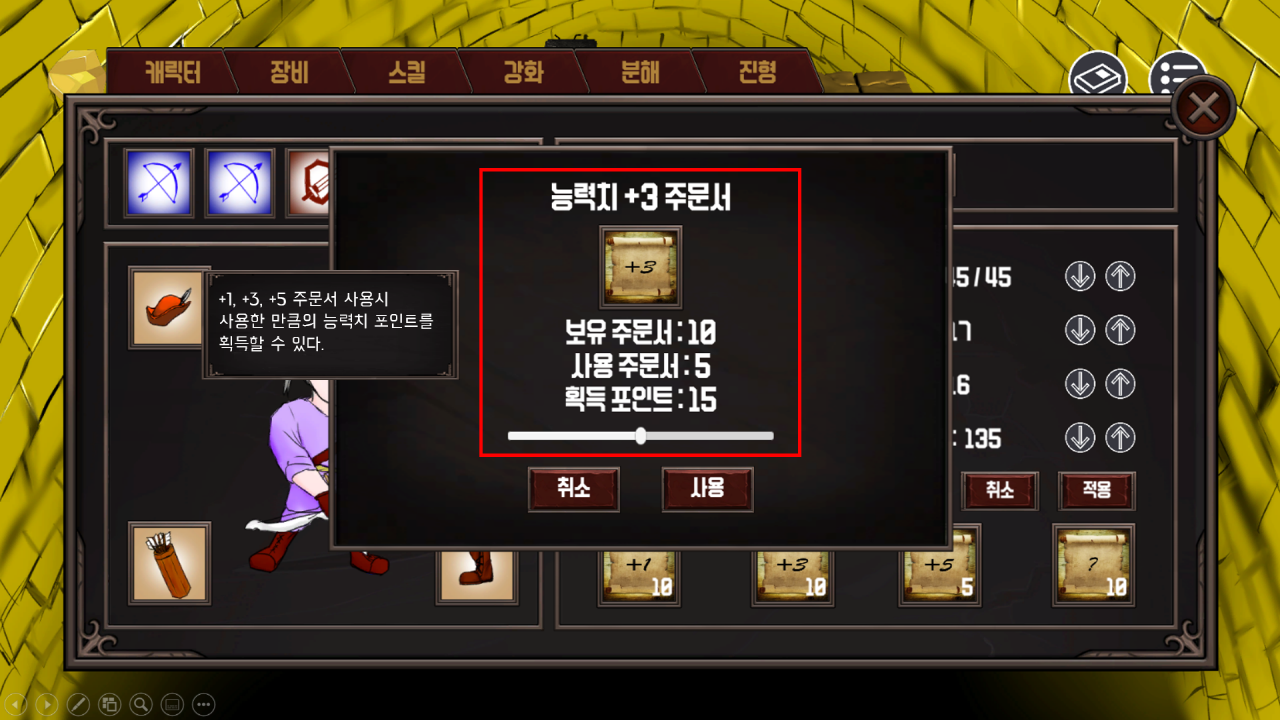 캐릭터 장비 스킬 강화 분해 진형
능력치 +3 주문서
+3
보유 주문서 : 10
사용 주문서 : 5
획득 포인트 : 15
취소 사용
+1, +3, +5 주문서 사용시
사용한 만큼의 능력치 포인트를
획득할 수 있다.
/ 45
: 135
취소 적용
+1 10
+3 10
+5 5
? 10